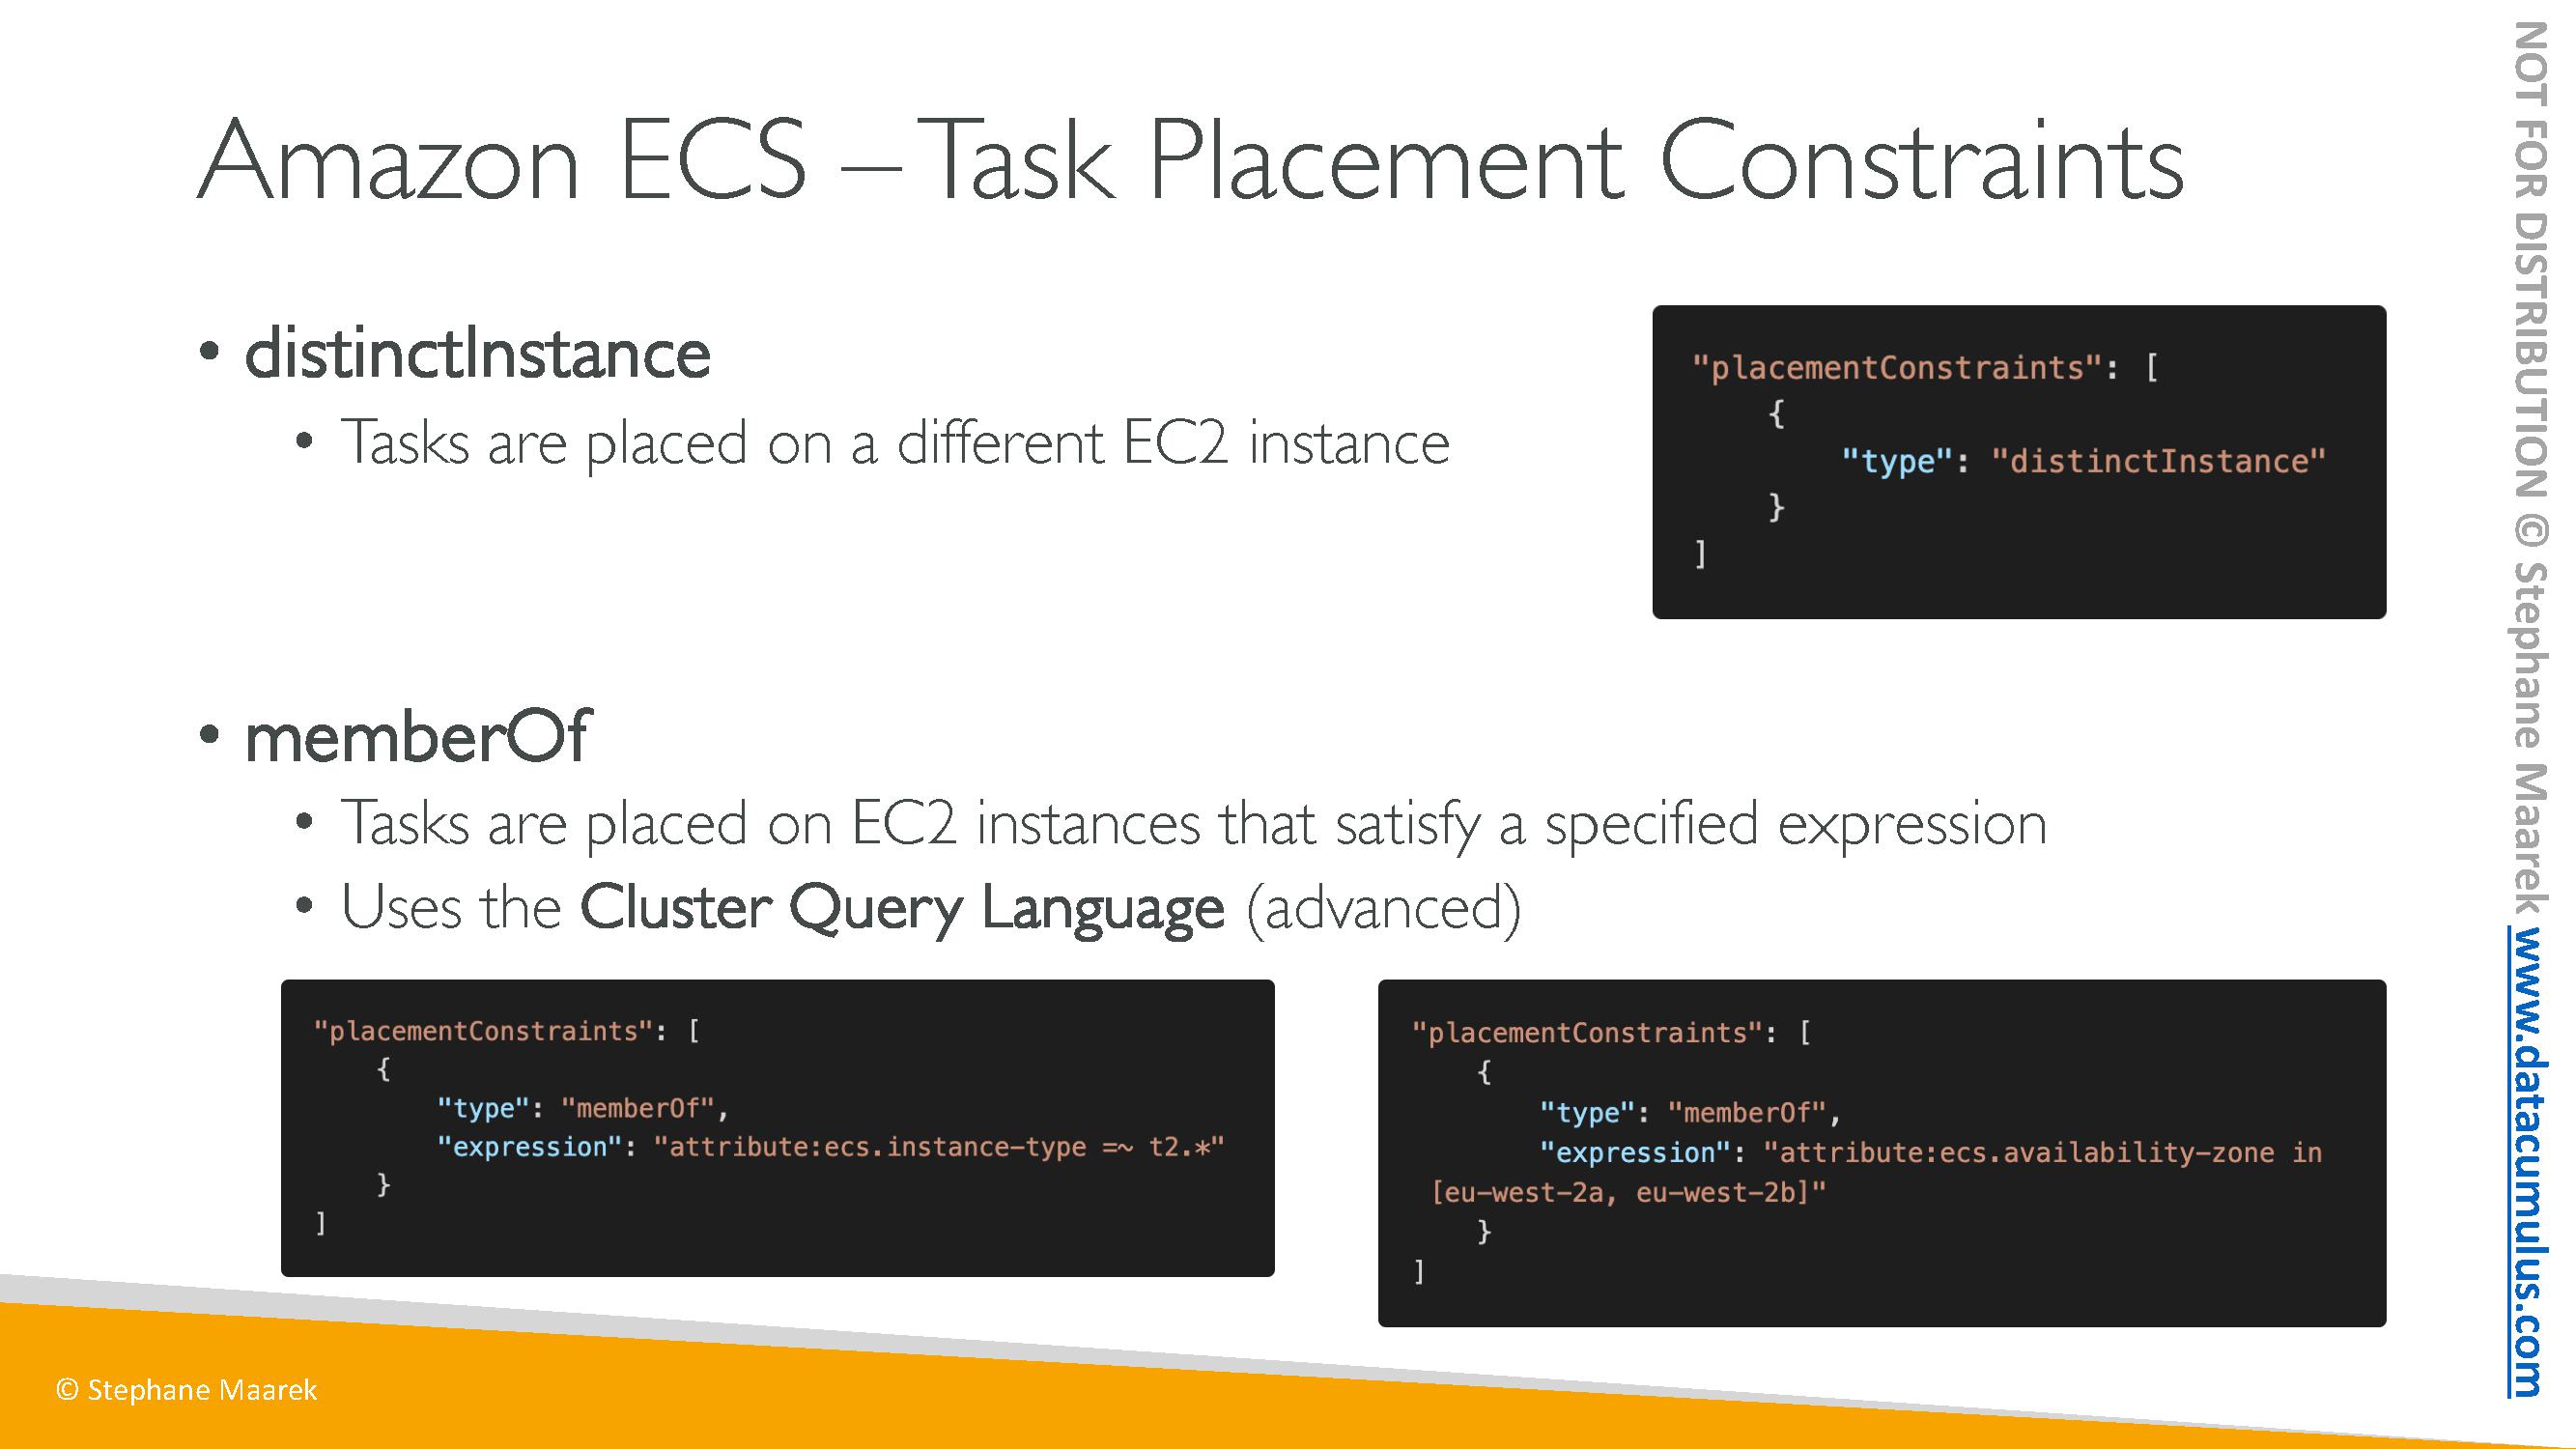 Amazon ECS – Task Placement Constraints
• distinctInstance
• Tasks are placed on a different EC2 instance
"placementConstraints": [
{
"type": "distinctInstance"
}
]
• memberOf
• Tasks are placed on EC2 instances that satisfy a specified expression
• Uses the Cluster Query Language (advanced)
"placementConstraints": [
{
"type": "memberOf",
"expression": "attribute:ecs.instance-type =~ t2.*"
}
]
"placementConstraints": [
{
"type": "memberOf",
"expression": "attribute:ecs.availability-zone in
[eu-west-2a, eu-west-2b]"
}
]
© Stephane Maarek
NOT FOR DISTRIBUTION © Stephane Maarek www.datacumulus.com